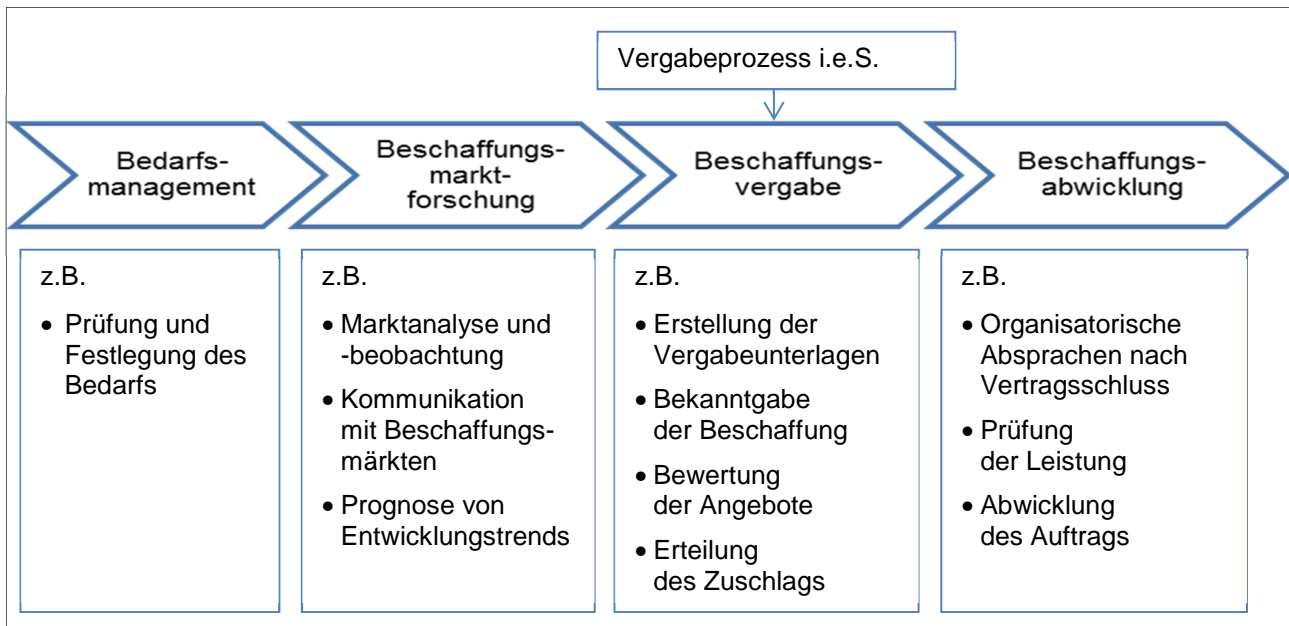 Vergabeprozess i.e.S.
Bedarfs-
management
Beschaffungs-
markt-
forschung
Beschaffungs-
vergabe
Beschaffungs-
abwicklung
z.B.
• Prüfung und
Festlegung des
Bedarfs
z.B.
• Marktanalyse und
-beobachtung
• Kommunikation
mit Beschaffungs-
märkten
• Prognose von
Entwicklungstrends
z.B.
• Erstellung der
Vergabeunterlagen
• Bekanntgabe
der Beschaffung
• Bewertung
der Angebote
• Erteilung
des Zuschlags
z.B.
• Organisatorische
Absprachen nach
Vertragsschluss
• Prüfung
der Leistung
• Abwicklung
des Auftrags